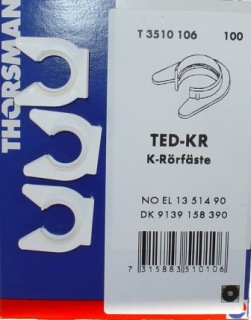 THORSMAN
T 3510 106 100
TED-KR
K-Rörfäste
NO EL 13 514 90
DK 9139 158 390
7 315883 510106